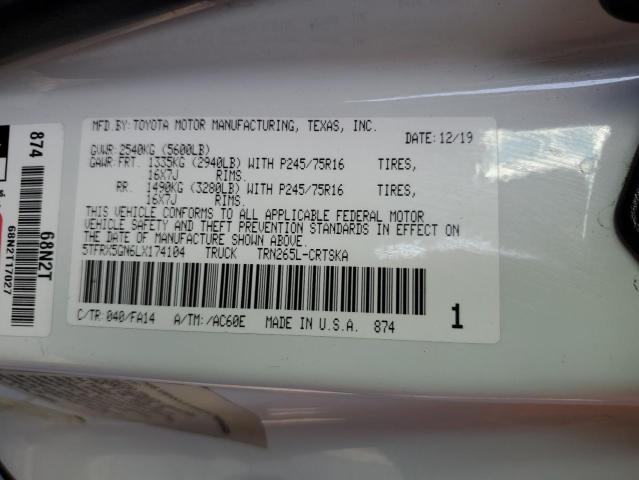 MFD.BY:TOYOTA MOTOR MANUFACTURING, TEXAS, INC.
DATE:12/19
GVWR:2540KG (5600LB)
GAWR:FRT. 1335KG (2940LB) WITH P245/75R16 TIRES,
16X7J RIMS.
RR. 1490KG (3280LB) WITH P245/75R16 TIRES,
16X7J RIMS.
THIS VEHICLE CONFORMS TO ALL APPLICABLE FEDERAL MOTOR
VEHICLE SAFETY AND THEFT PREVENTION STANDARDS IN EFFECT ON
THE DATE OF MANUFACTURE SHOWN ABOVE.
5TFRX5GN6LX174104 TRUCK TRN265L-CRTSKA
C/TR:040/FA14 A/TM:/AC60E MADE IN U.S.A. 874
1
874
68N2T
68N2T17027